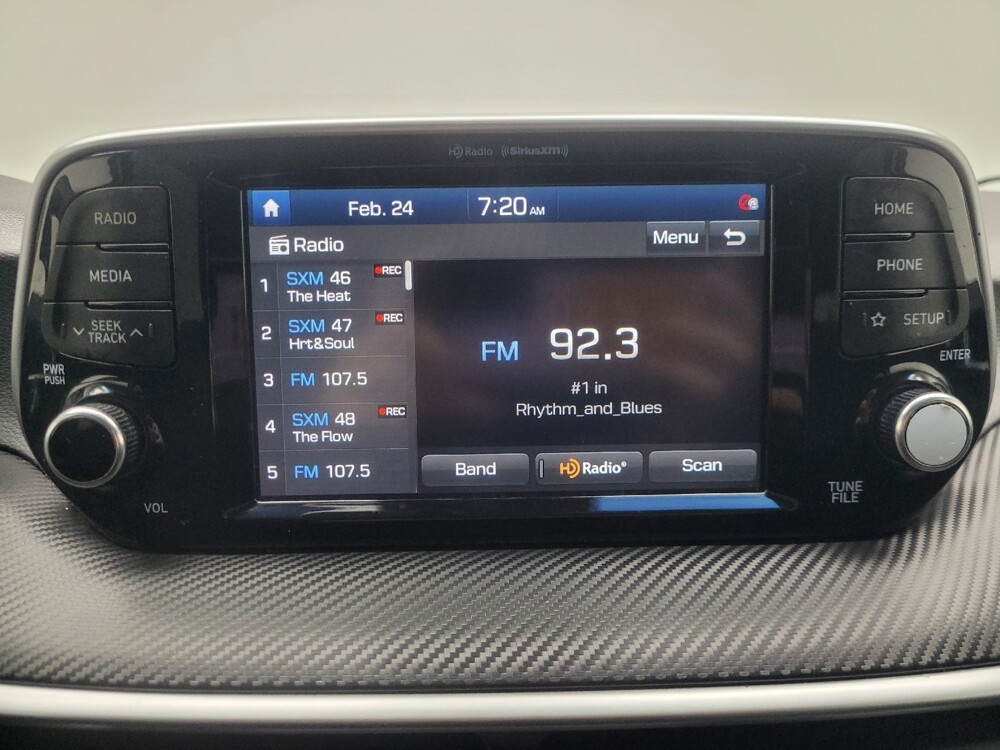 HD Radio SiriusXM
RADIO
MEDIA
SEEK
TRACK
PWR
PUSH
VOL
Feb. 24 7:20 AM
Radio
Menu
1 SXM 46 REC
The Heat
2 SXM 47 REC
Hrt&Soul
3 FM 107.5
4 SXM 48 REC
The Flow
5 FM 107.5
FM 92.3
#1 in
Rhythm_and_Blues
Band HD Radio® Scan
HOME
PHONE
SETUP
ENTER
TUNE
FILE